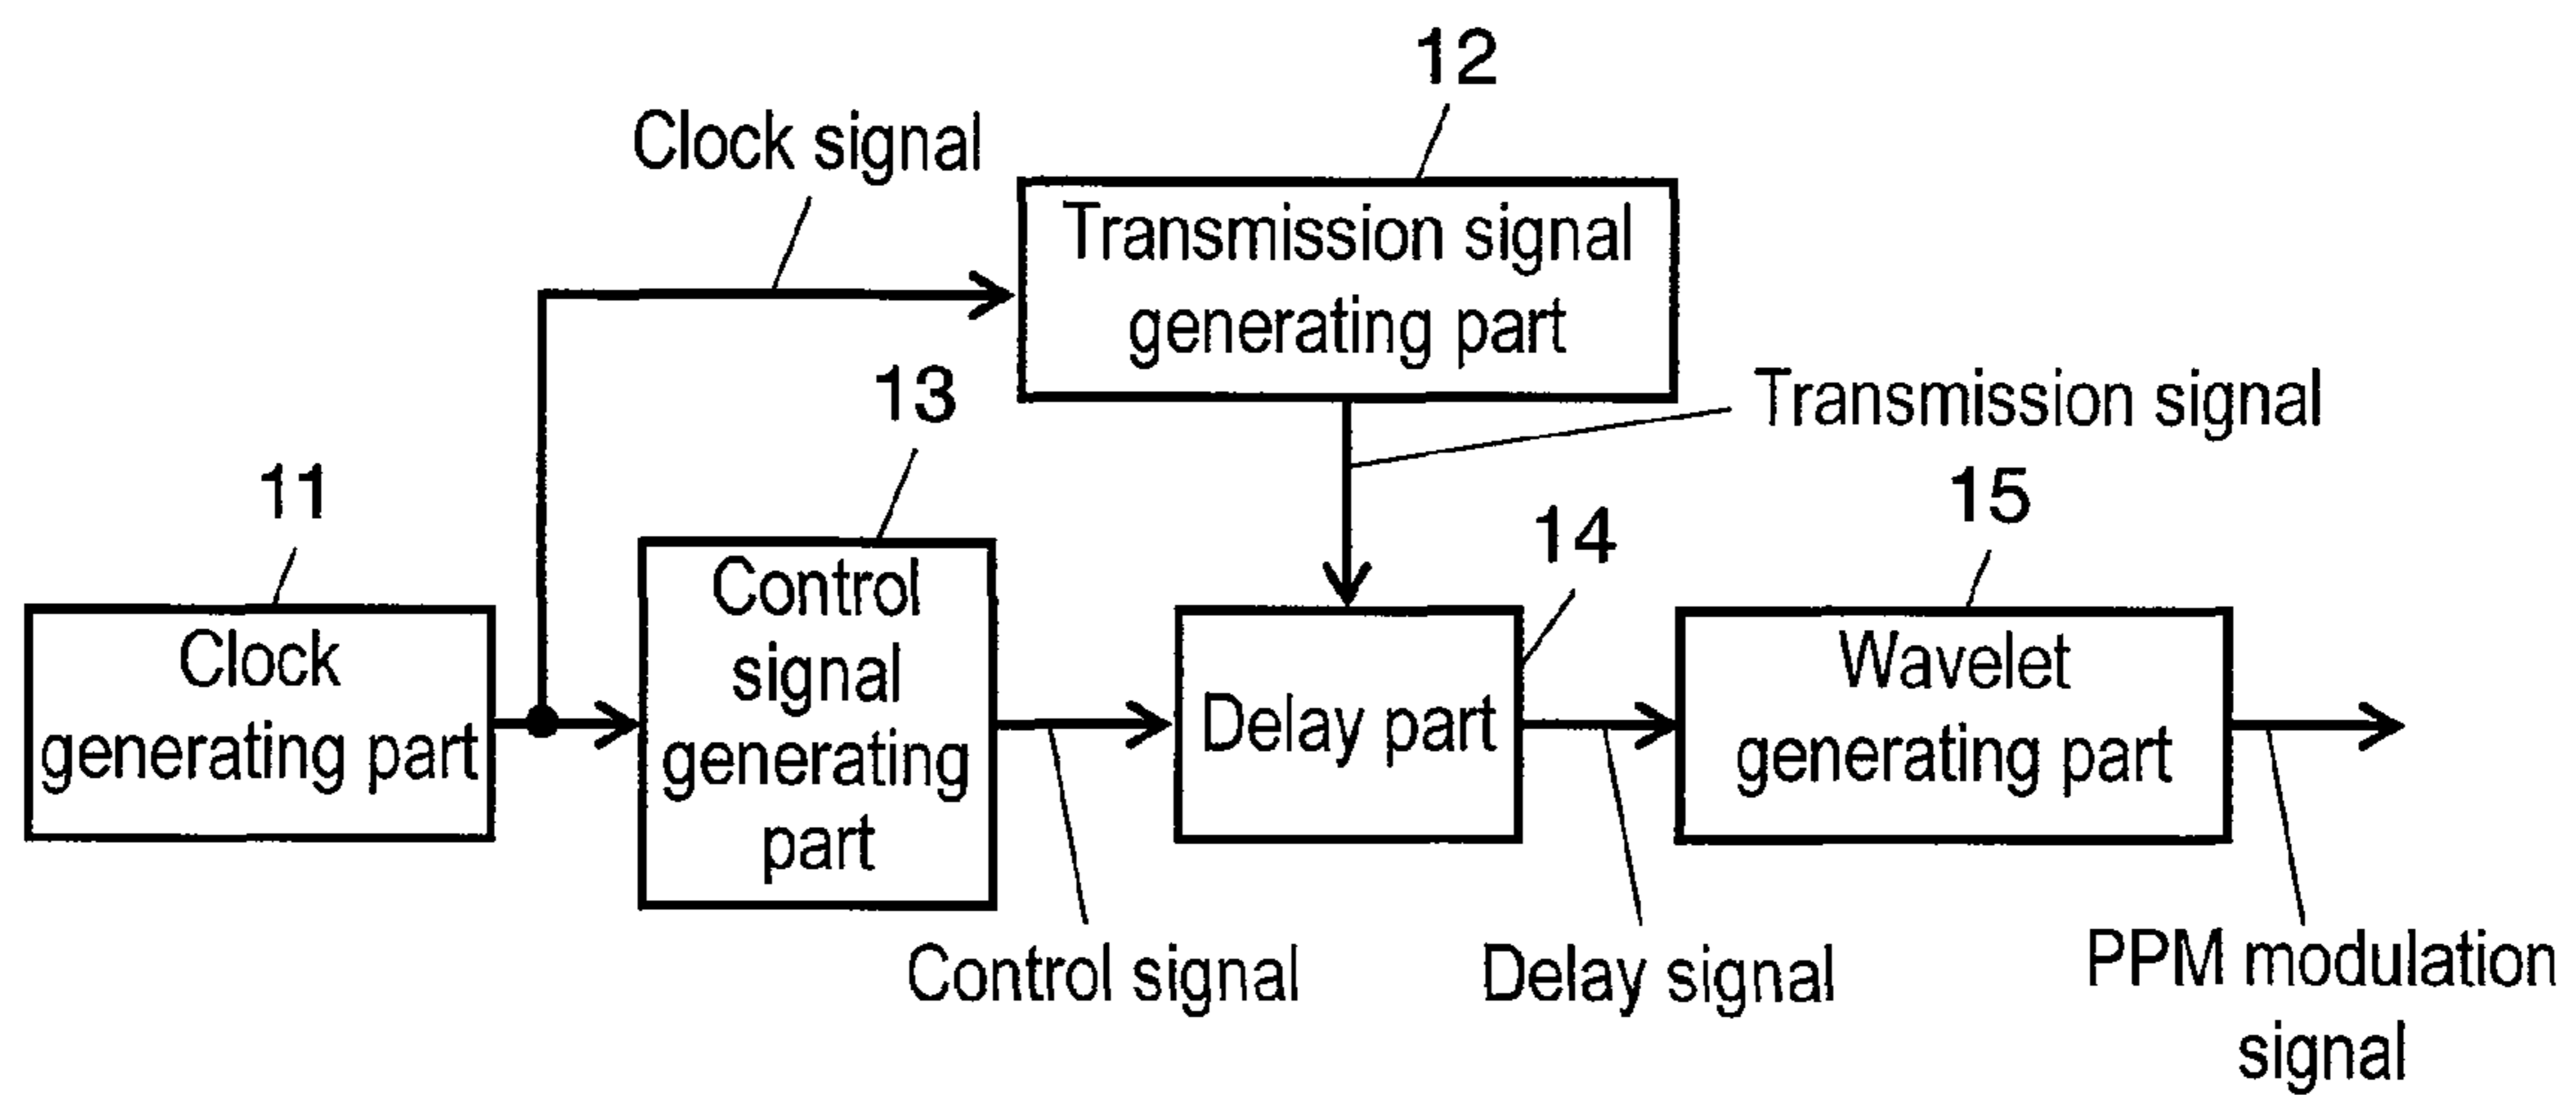 12
Clock signal
Transmission signal
generating part
13
Transmission signal
11
15
14
Control
signal
generating
part
Clock
generating part
Delay part
Wavelet
generating part
Control signal
Delay signal
PPM modulation
signal